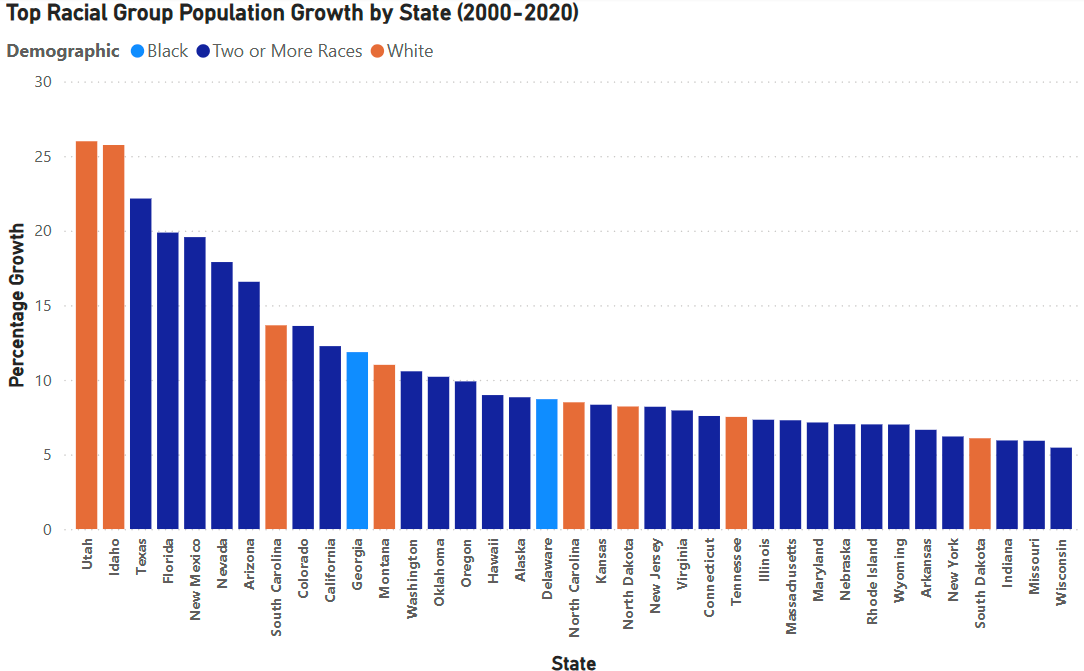 Top Racial Group Population Growth by State (2000-2020)
Demographic Black Two or More Races White
30
25
20
15
10
5
0
Percentage Growth
Utah
Idaho
Texas
Florida
New Mexico
Nevada
Arizona
South Carolina
Colorado
California
Georgia
Montana
Washington
Oklahoma
Oregon
Hawaii
Alaska
Delaware
North Carolina
Kansas
North Dakota
New Jersey
Virginia
Connecticut
Tennessee
Illinois
Massachusetts
Maryland
Nebraska
Rhode Island
Wyoming
Arkansas
New York
South Dakota
Indiana
Missouri
Wisconsin
State